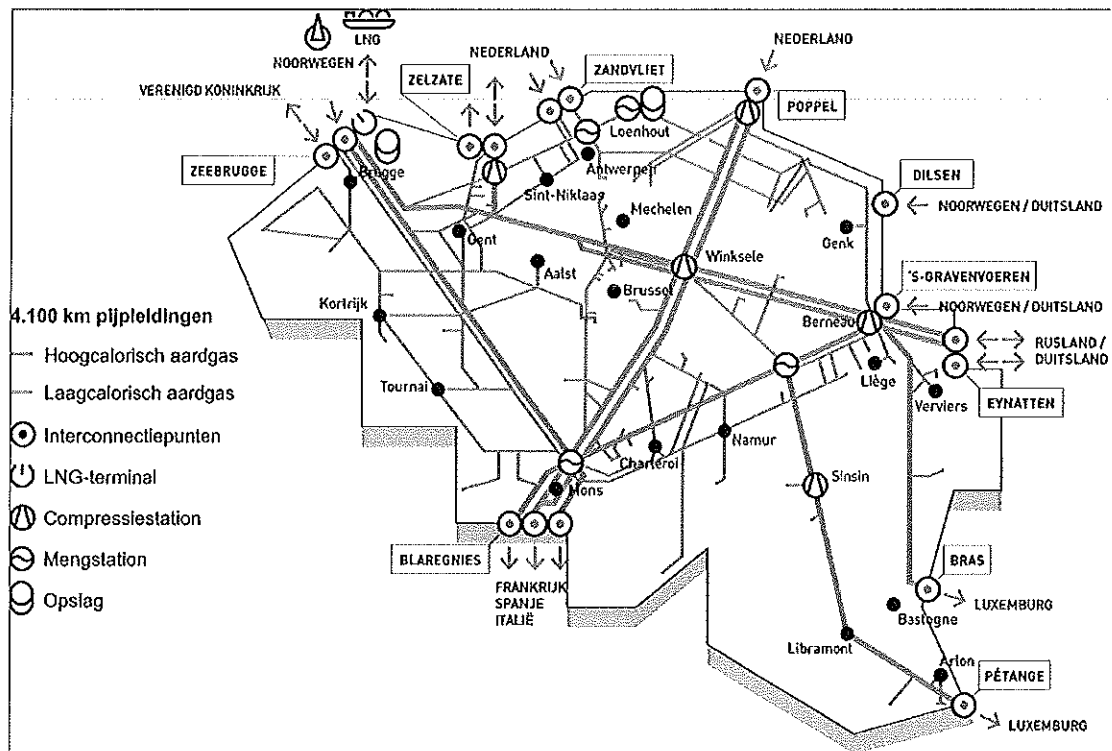 LNG
NOORWEGEN
NEDERLAND
NEDERLAND
ZELZATE
ZANDVLIET
VERENIGD KONINKRIJK
POPPEL
Loenhout
ZEEBRUGGE
Brugge
Antwerpen
Sint-Niklaas
DILSEN
NOORWEGEN / DUITSLAND
Mechelen
Gent
Genk
Aalst
Winksele
'S-GRAVENVOEREN
Brussel
Kortrijk
NOORWEGEN / DUITSLAND
Berneau
4.100 km pijpleidingen
RUSLAND /
DUITSLAND
Hoogcalorisch aardgas
Liège
Tournai
Verviers
EYNATTEN
Laagcalorisch aardgas
Interconnectiepunten
Namur
Charleroi
LNG-terminal
Sinsin
Mons
Compressiestation
BLAREGNIES
Mengstation
FRANKRIJK
SPANJE
ITALIË
BRAS
Opslag
LUXEMBURG
Bastogne
Libramont
Arlon
PÉTANGE
LUXEMBURG